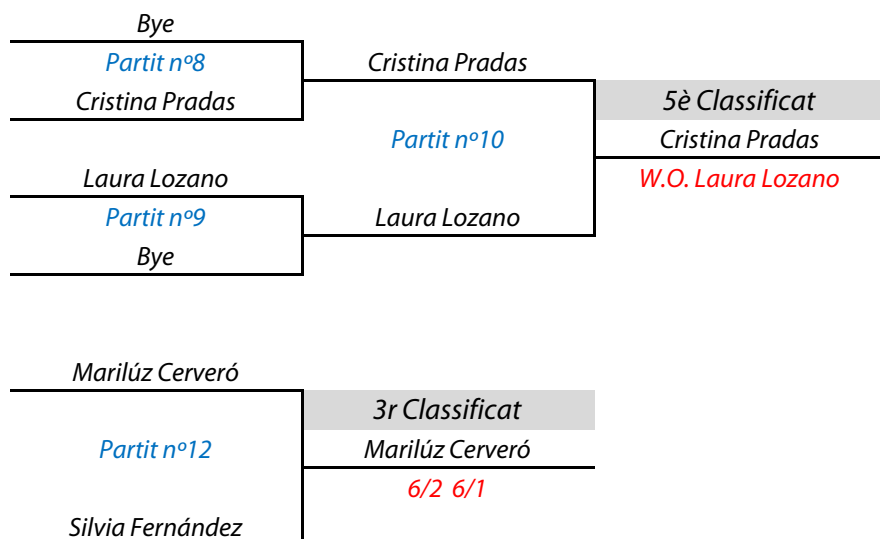 Bye
Partit nº8
Cristina Pradas
Cristina Pradas
5è Classificat
Partit nº10
Cristina Pradas
Laura Lozano
W.O. Laura Lozano
Partit nº9
Laura Lozano
Bye
Marilúz Cerveró
3r Classificat
Partit nº12
Marilúz Cerveró
6/2 6/1
Silvia Fernández